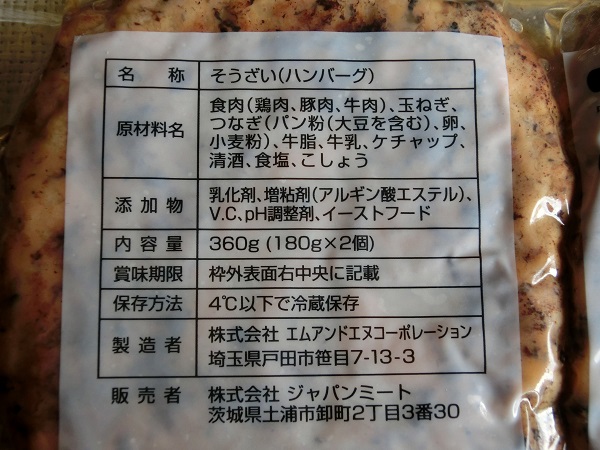 名称 そうざい(ハンバーグ)
原材料名 食肉(鶏肉、豚肉、牛肉)、玉ねぎ、
つなぎ(パン粉(大豆を含む)、卵、
小麦粉)、牛脂、牛乳、ケチャップ、
清酒、食塩、こしょう
添加物 乳化剤、増粘剤(アルギン酸エステル)、
V.C、pH調整剤、イーストフード
内容量 360g (180g×2個)
賞味期限 枠外表面右中央に記載
保存方法 4℃以下で冷蔵保存
製造者 株式会社 エムアンドエヌコーポレーション
埼玉県戸田市笹目7-13-3
販売者 株式会社 ジャパンミート
茨城県土浦市卸町2丁目3番30